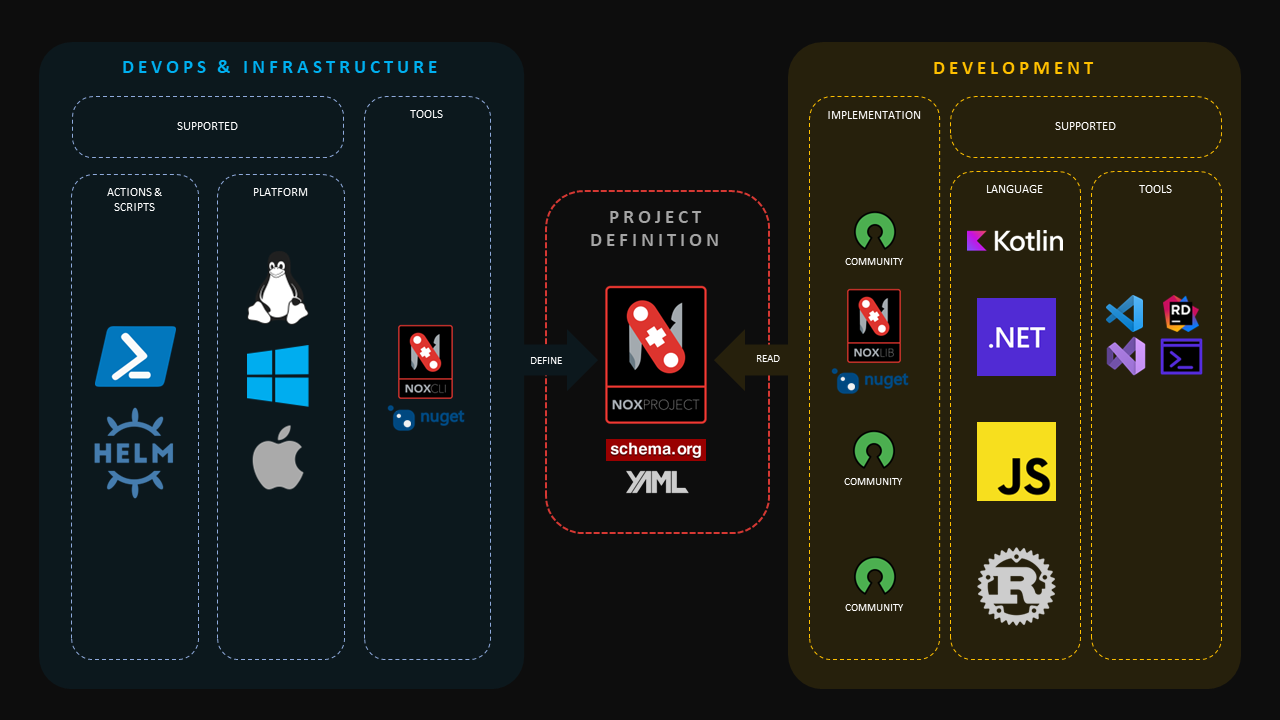 DEVOPS & INFRASTRUCTURE
SUPPORTED
ACTIONS &
SCRIPTS
HELM
PLATFORM
TOOLS
NOXCLI
nuget
DEFINE
PROJECT
DEFINITION
NOXPROJECT
schema.org
YAML
READ
DEVELOPMENT
IMPLEMENTATION
COMMUNITY
NOXLIB
nuget
COMMUNITY
COMMUNITY
SUPPORTED
LANGUAGE
Kotlin
.NET
JS
R
TOOLS
RD